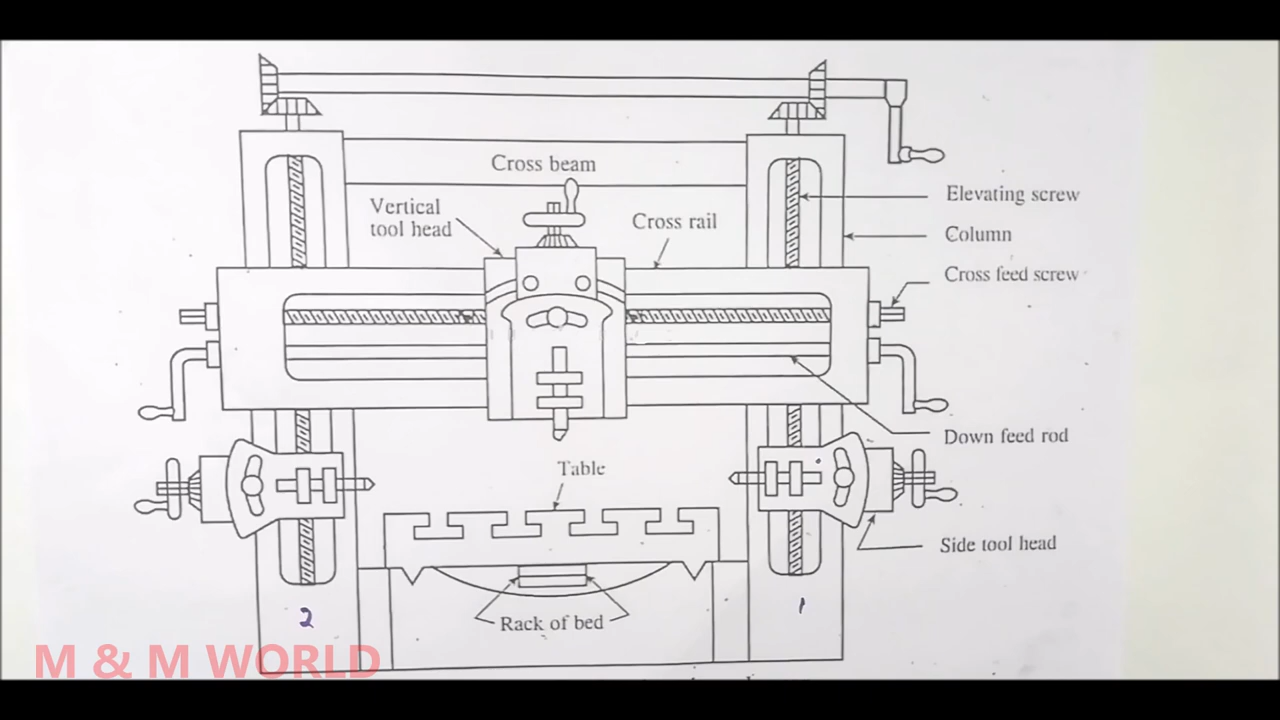 Cross beam
Vertical
tool head
Cross rail
Elevating screw
Column
Cross feed screw
Down feed rod
Table
Side tool head
Rack of bed
2
1
M & M WORLD